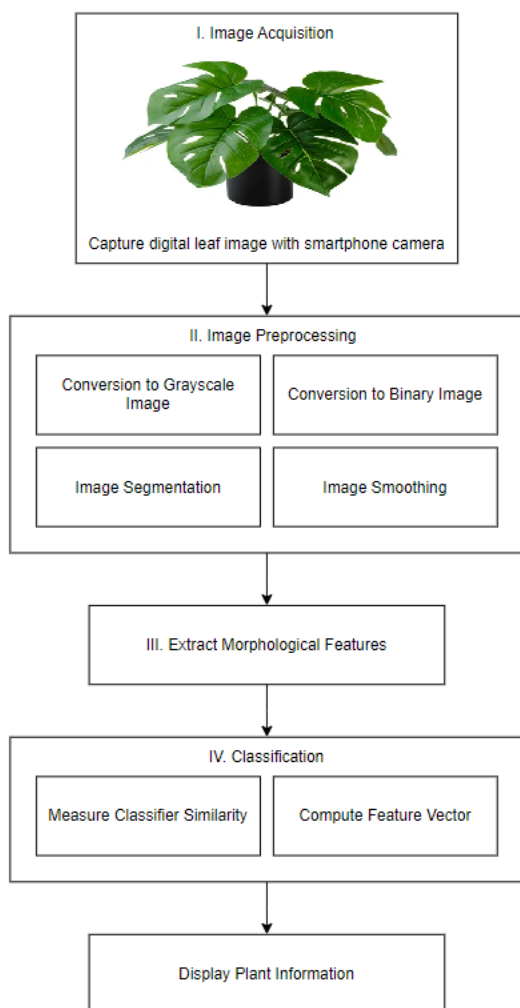 I. Image Acquisition
Capture digital leaf image with smartphone camera
II. Image Preprocessing
Conversion to Grayscale
Image
Conversion to Binary Image
Image Segmentation
Image Smoothing
III. Extract Morphological Features
IV. Classification
Measure Classifier Similarity
Compute Feature Vector
Display Plant Information